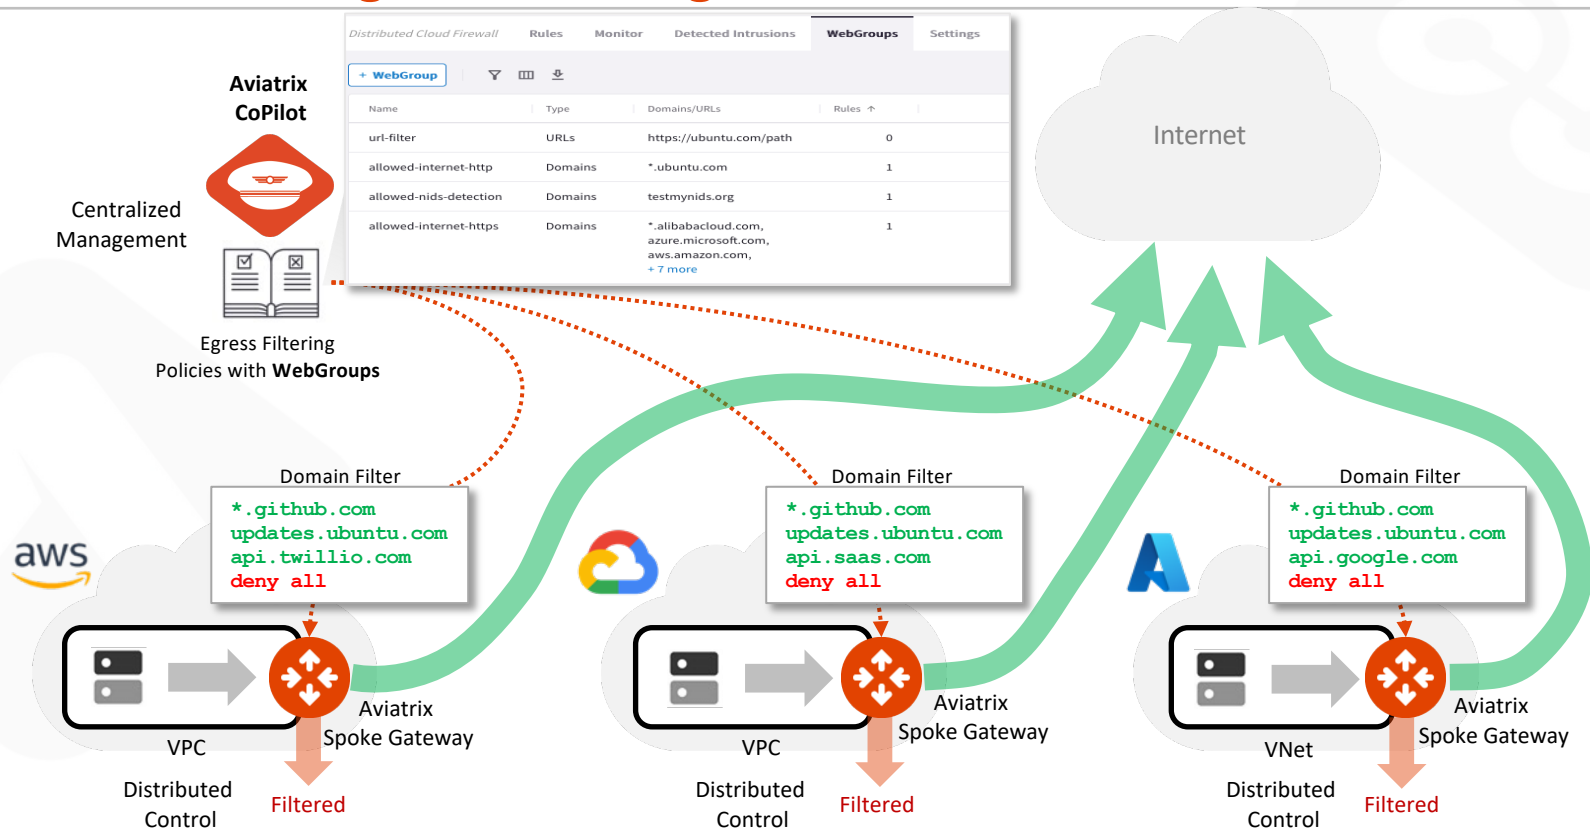 Distributed Cloud Firewall Rules Monitor Detected Intrusions WebGroups Settings
+ WebGroup
Name Type Domains/URLs Rules ↑
url-filter URLs https://ubuntu.com/path 0
allowed-internet-http Domains *.ubuntu.com 1
allowed-nids-detection Domains testmynids.org 1
allowed-internet-https Domains *.alibabacloud.com, 1
azure.microsoft.com,
aws.amazon.com,
+ 7 more
Aviatrix
CoPilot
Centralized
Management
Egress Filtering
Policies with WebGroups
Internet
Domain Filter
*.github.com
updates.ubuntu.com
api.twillio.com
deny all
aws
Aviatrix
Spoke Gateway
VPC
Distributed
Control
Filtered
Domain Filter
*.github.com
updates.ubuntu.com
api.saas.com
deny all
Aviatrix
Spoke Gateway
VPC
Distributed
Control
Filtered
Domain Filter
*.github.com
updates.ubuntu.com
api.google.com
deny all
Aviatrix
Spoke Gateway
VNet
Distributed
Control
Filtered